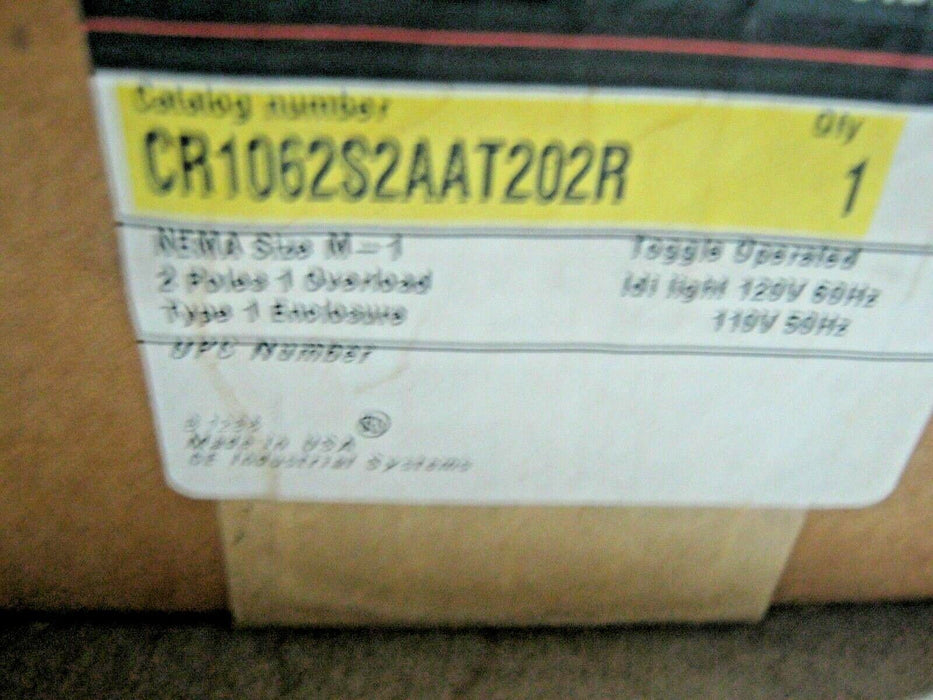 Catalog number Qty
CR1062S2AAT202R 1
NEMA Size M-1 Toggle Operated
2 Poles 1 Overload Idi light 120V 60Hz
Type 1 Enclosure 110V 50Hz
UPC Number
Made in USA
GE Industrial Systems